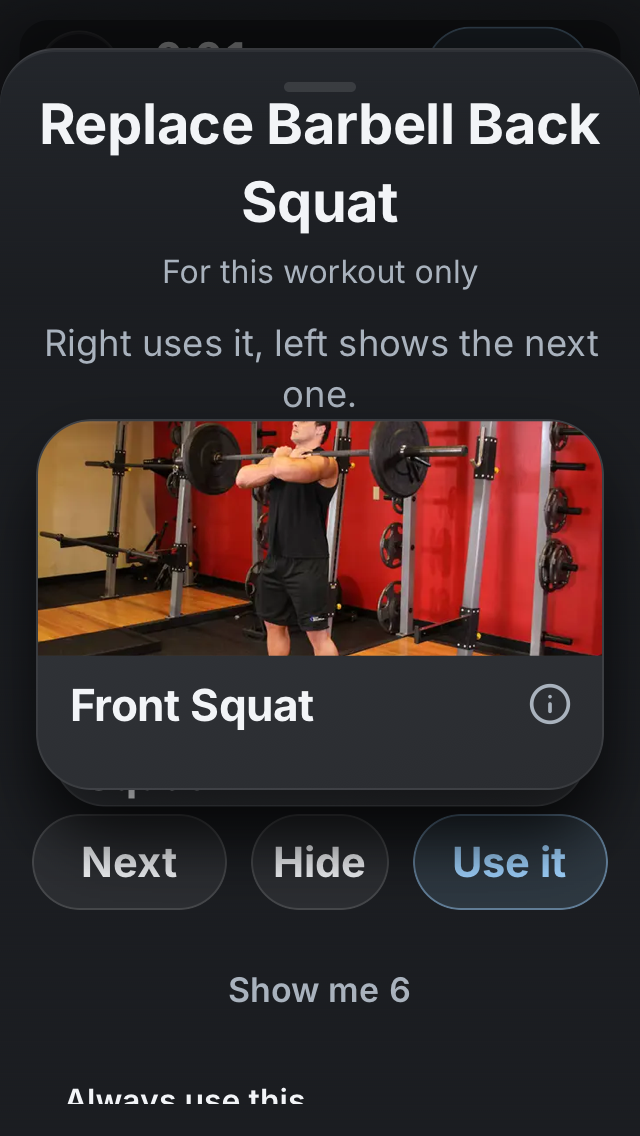 Replace Barbell Back
Squat
For this workout only
Right uses it, left shows the next
one.
Front Squat
Next
Hide
Use it
Show me 6
Always use this